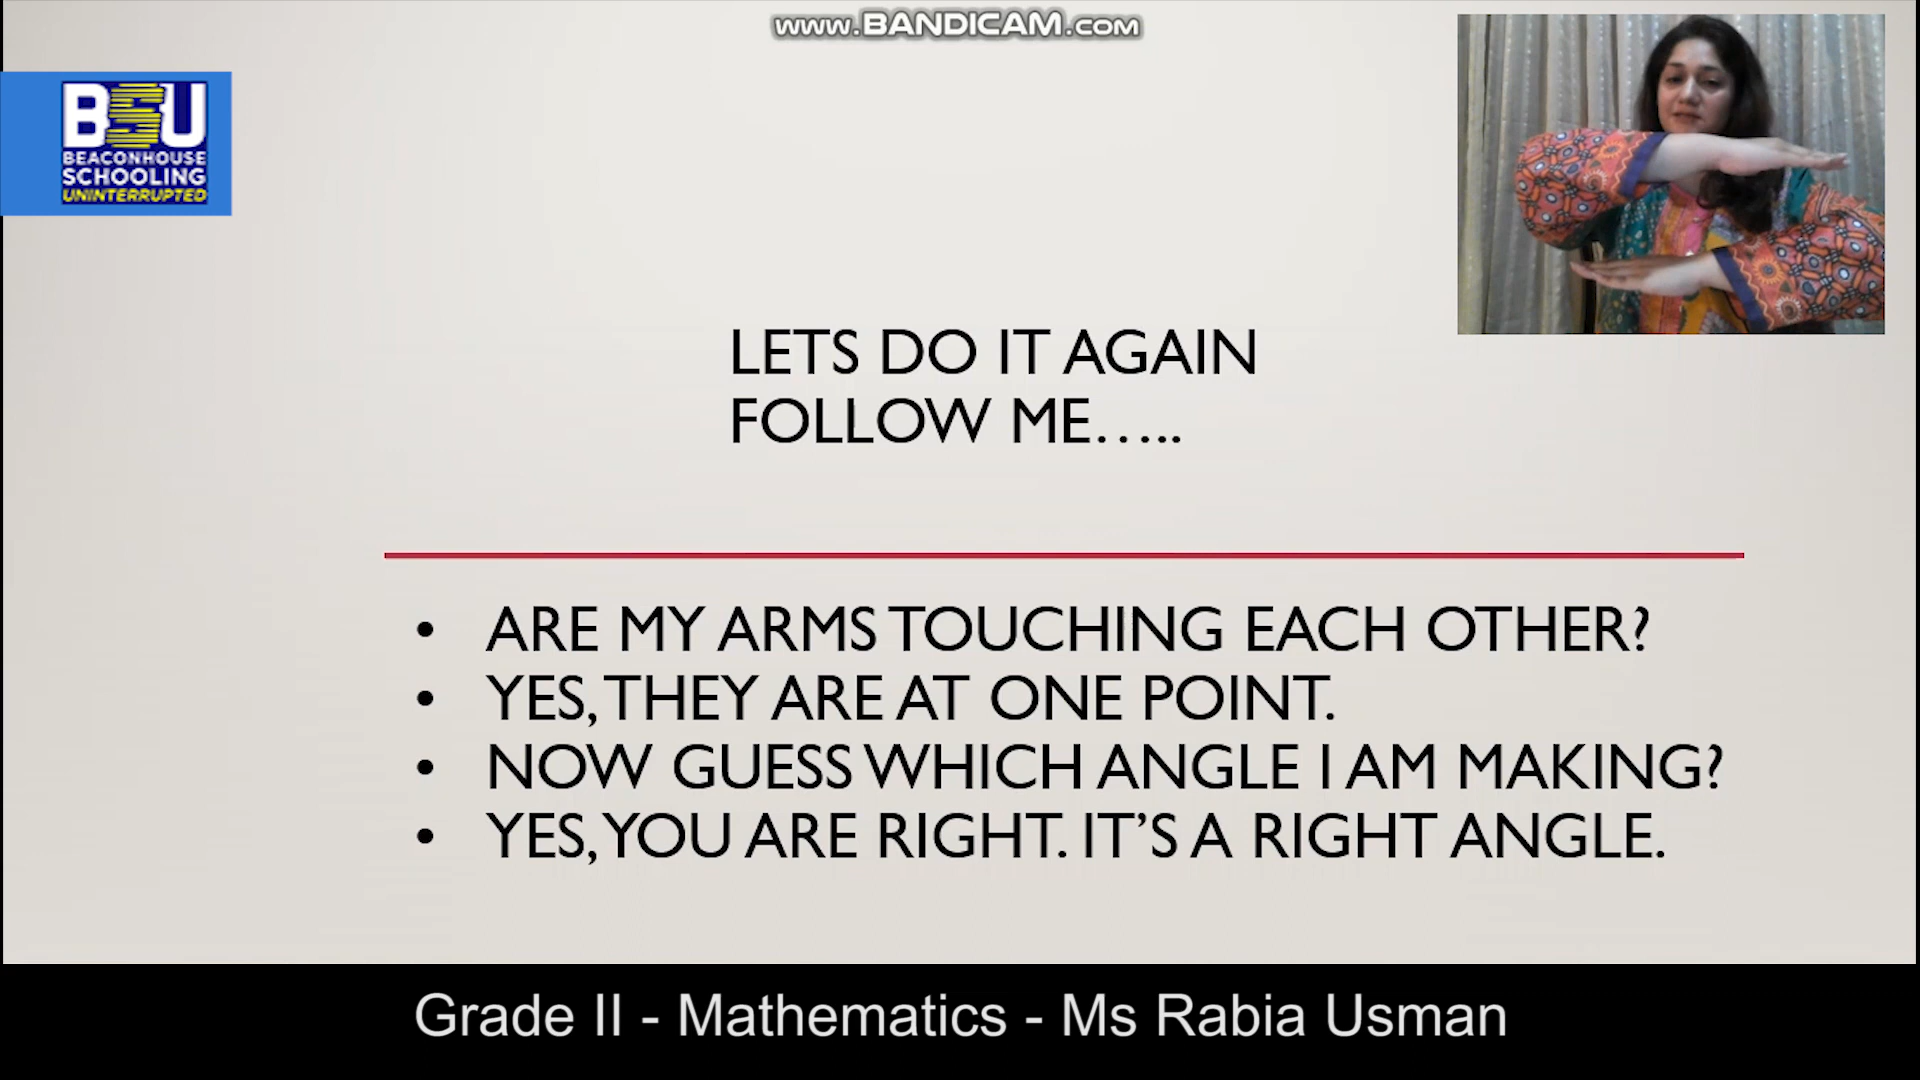 www.BANDICAM.com
BSU
BEACONHOUSE
SCHOOLING
UNINTERRUPTED
LETS DO IT AGAIN
FOLLOW ME.....
• ARE MY ARMS TOUCHING EACH OTHER?
• YES, THEY ARE AT ONE POINT.
• NOW GUESS WHICH ANGLE I AM MAKING?
• YES, YOU ARE RIGHT. IT’S A RIGHT ANGLE.
Grade II - Mathematics - Ms Rabia Usman